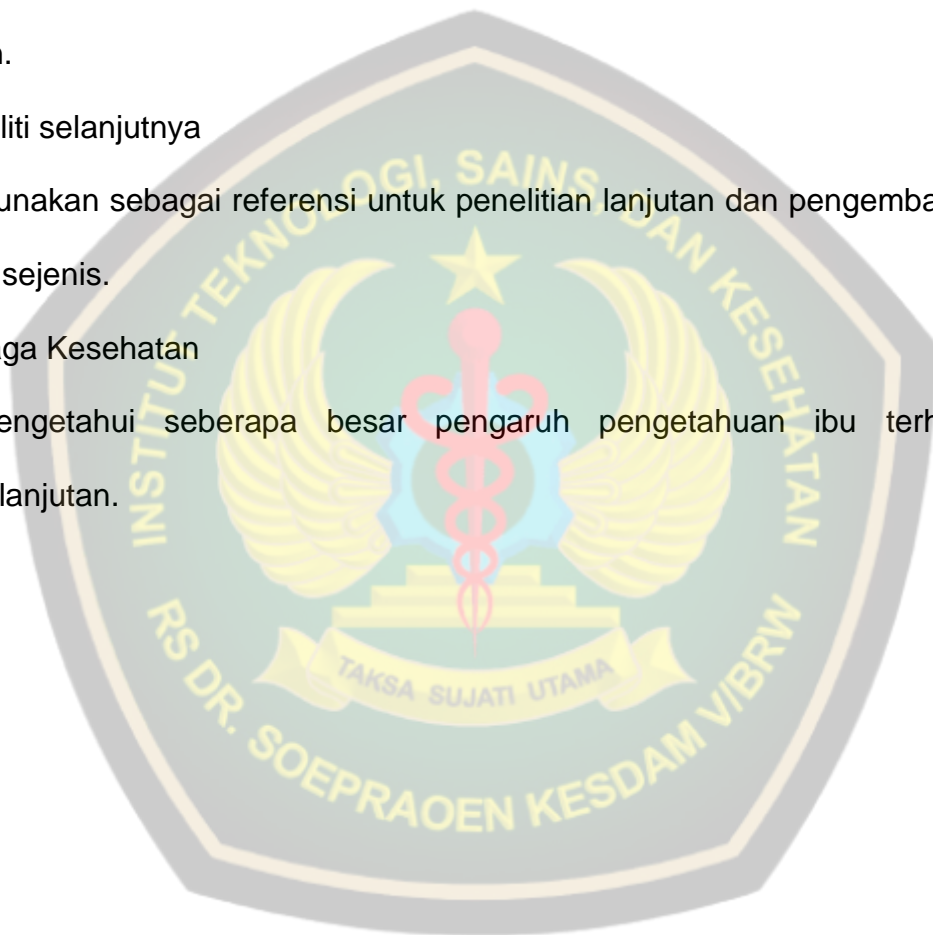 n.
liti selanjutnya
unakan sebagai referensi untuk penelitian lanjutan dan pengemba
sejenis.
aga Kesehatan
engetahui seberapa besar pengaruh pengetahuan ibu terh
lanjutan.
INSTITUT TEKNOLOGI, SAINS, DAN KESEHATAN
TAKSA SUJATI UTAMA
RS DR. SOEPRAOEN KESDAM V/BRW